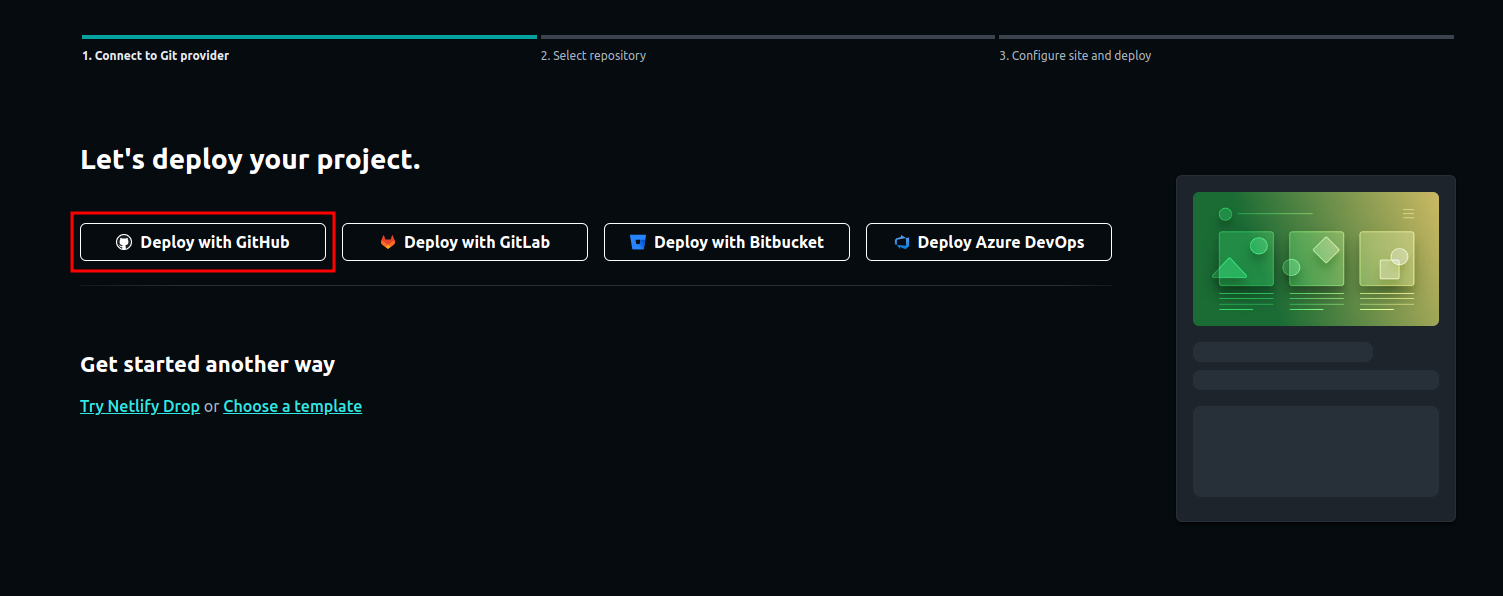 1. Connect to Git provider
2. Select repository
3. Configure site and deploy
Let's deploy your project.
Deploy with GitHub
Deploy with GitLab
Deploy with Bitbucket
Deploy Azure DevOps
Get started another way
Try Netlify Drop or Choose a template